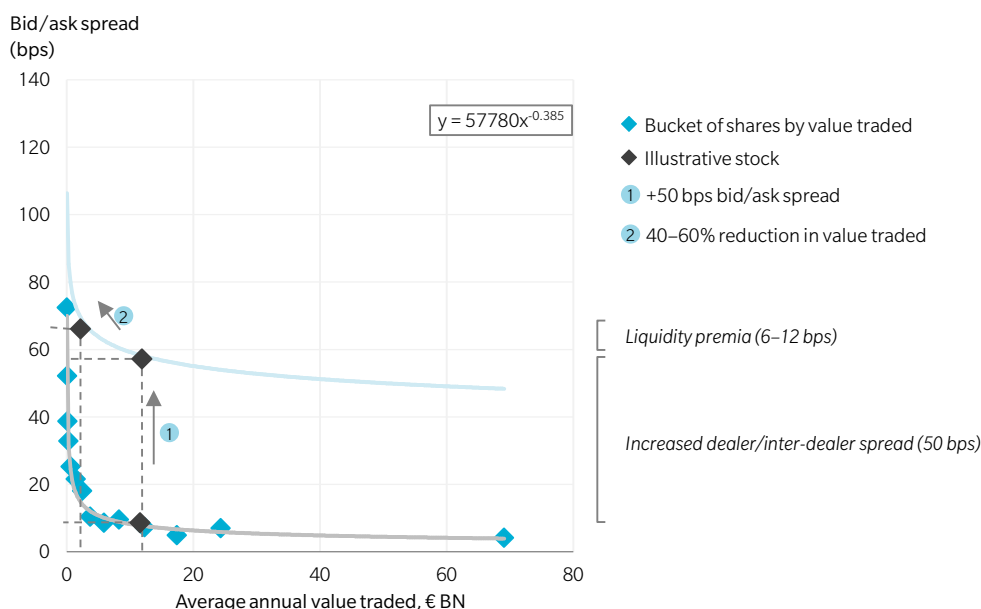 Bid/ask spread
(bps)
140
120
100
80
60
40
20
0
0
20
40
60
80
Average annual value traded, € BN
y = 57780x^-0.385
2
1
Bucket of shares by value traded
Illustrative stock
1 +50 bps bid/ask spread
2 40–60% reduction in value traded
Liquidity premia (6–12 bps)
Increased dealer/inter-dealer spread (50 bps)